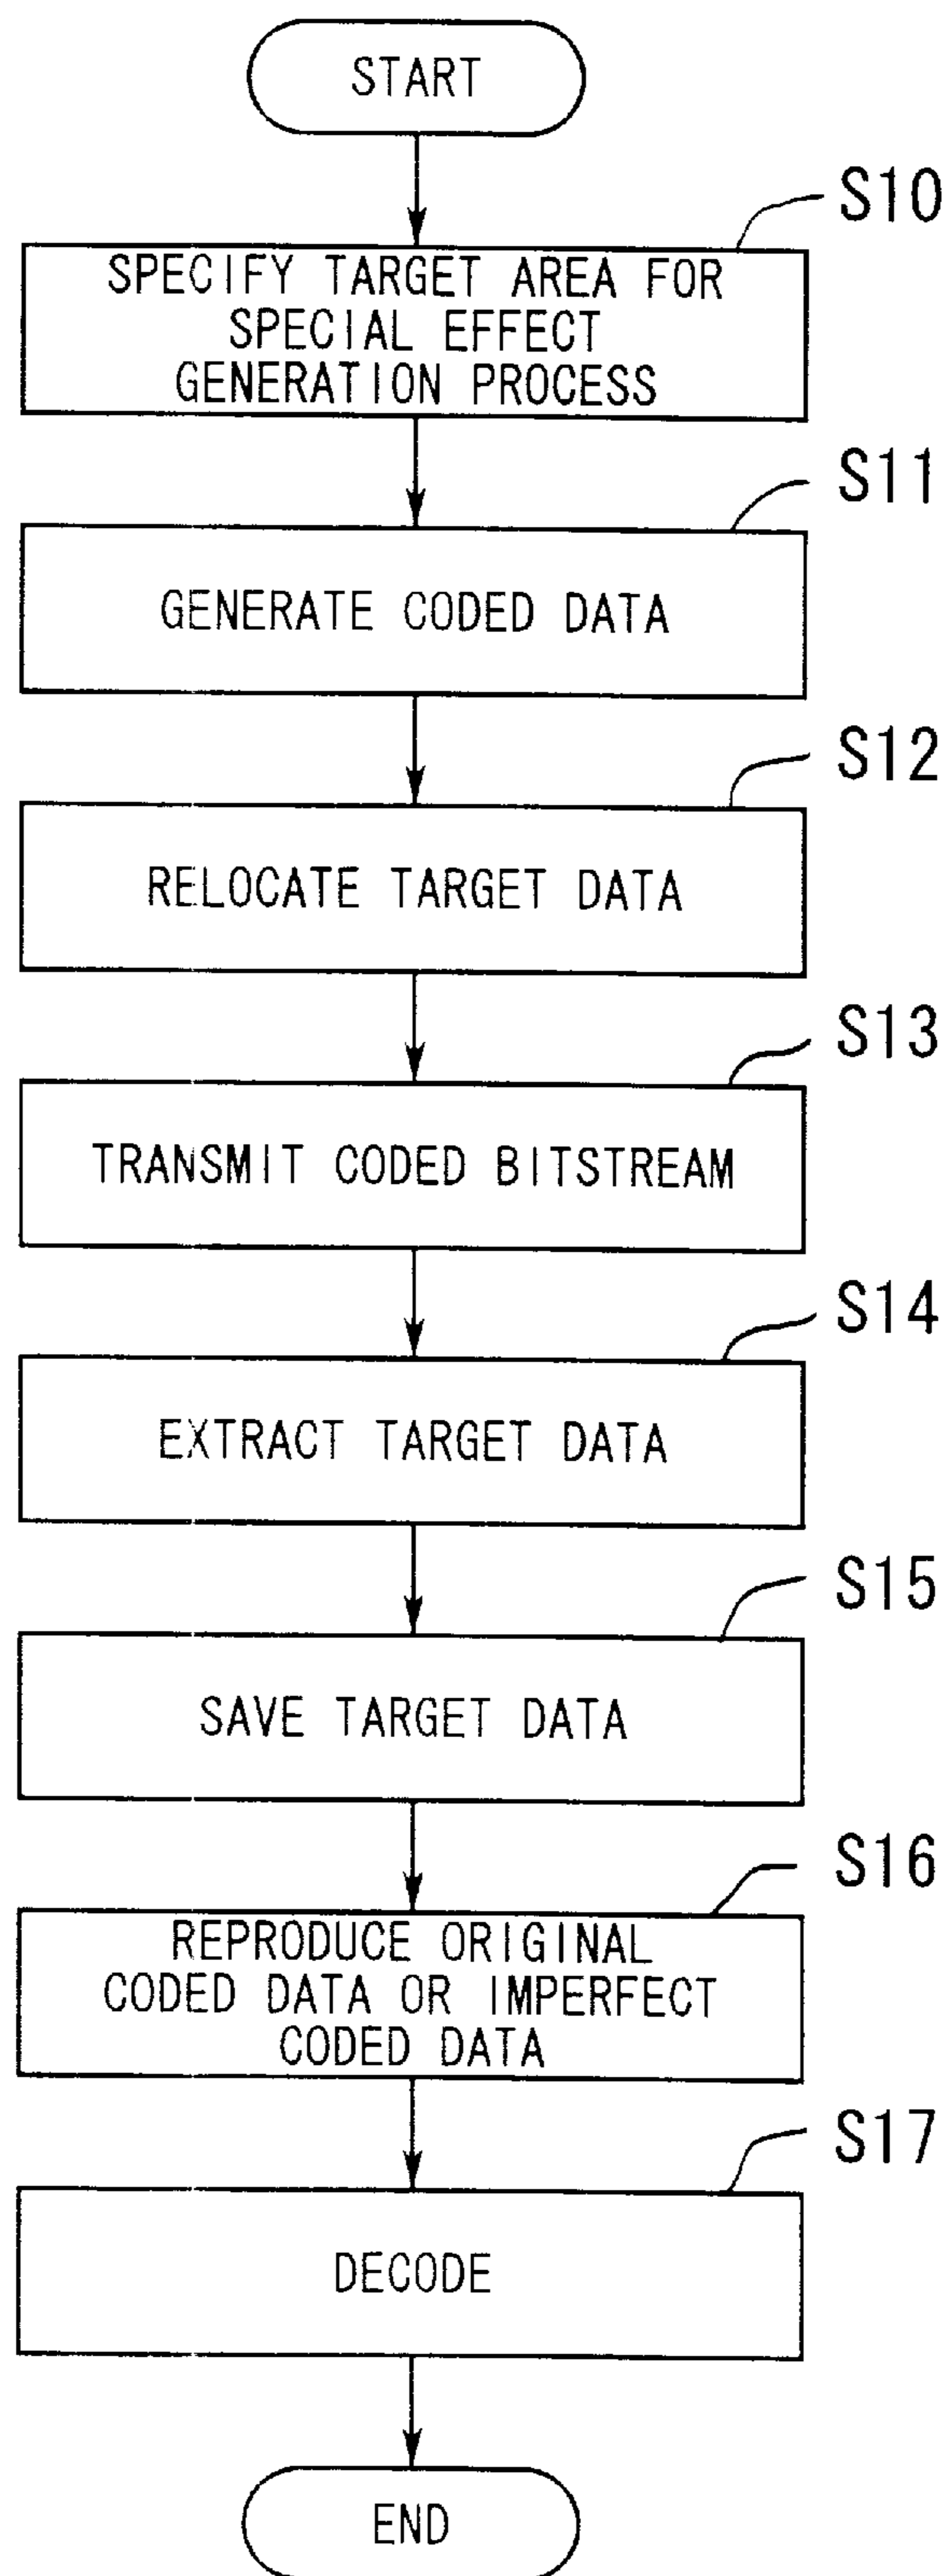 START
S10
SPECIFY TARGET AREA FOR
SPECIAL EFFECT
GENERATION PROCESS
S11
GENERATE CODED DATA
S12
RELOCATE TARGET DATA
S13
TRANSMIT CODED BITSTREAM
S14
EXTRACT TARGET DATA
S15
SAVE TARGET DATA
S16
REPRODUCE ORIGINAL
CODED DATA OR IMPERFECT
CODED DATA
S17
DECODE
END